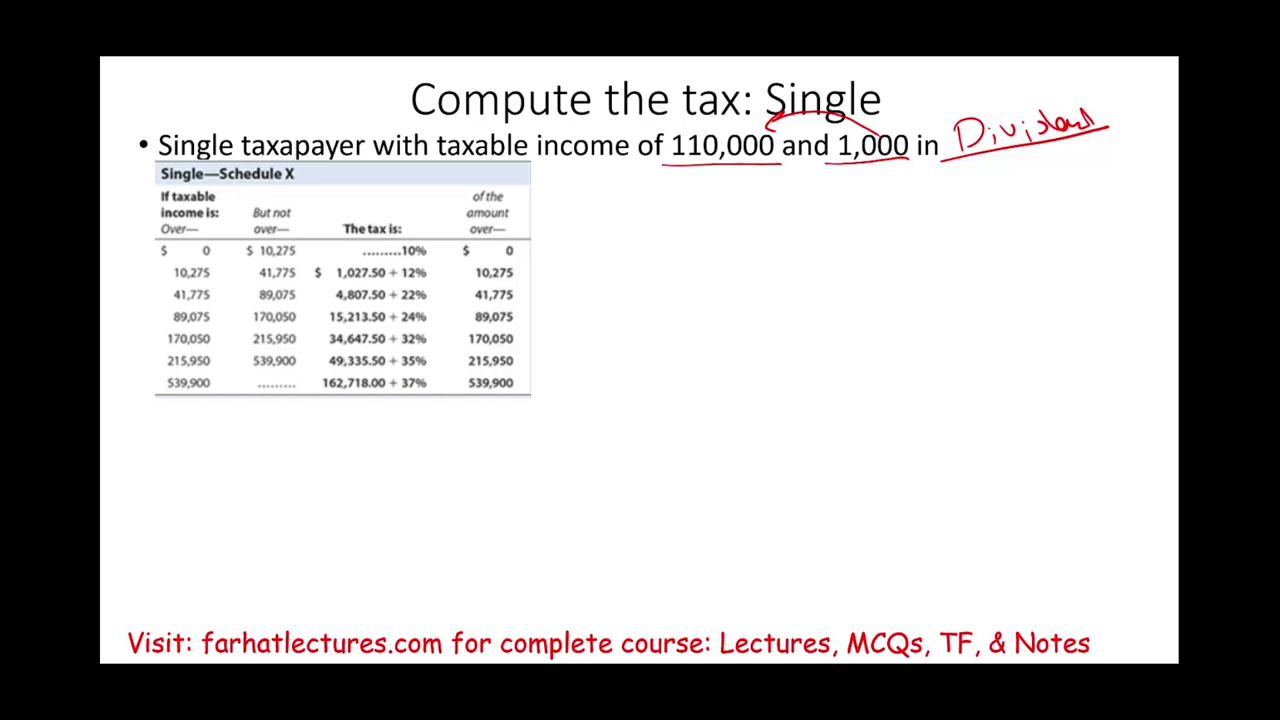 Compute the tax: Single
• Single taxapayer with taxable income of 110,000 and 1,000 in Dividend
Single—Schedule X
If taxable income is: Over— But not over— The tax is: of the amount over—
$ 0 $ 10,275 .........10% $ 0
10,275 41,775 $ 1,027.50 + 12% 10,275
41,775 89,075 4,807.50 + 22% 41,775
89,075 170,050 15,213.50 + 24% 89,075
170,050 215,950 34,647.50 + 32% 170,050
215,950 539,900 49,335.50 + 35% 215,950
539,900 ......... 162,718.00 + 37% 539,900
Visit: farhatlectures.com for complete course: Lectures, MCQs, TF, & Notes